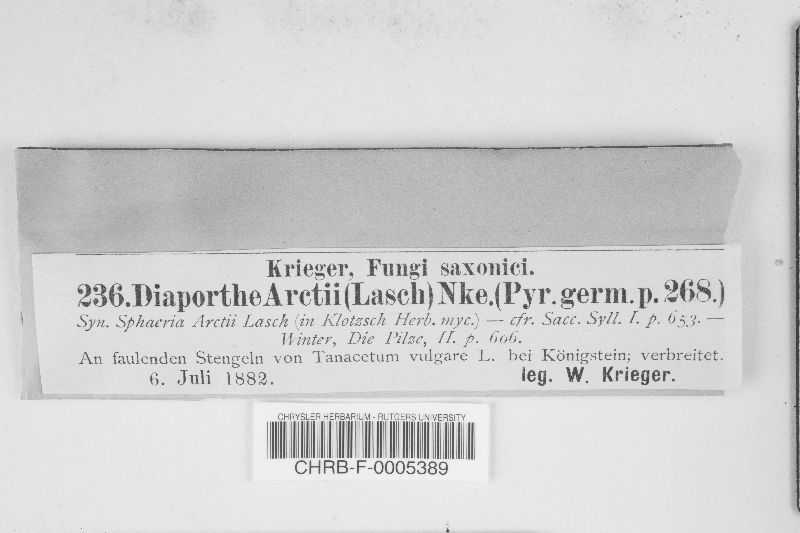 Krieger, Fungi saxonici.
236. Diaporthe Arctii (Lasch) Nke. (Pyr. germ. p. 268.)
Syn. Sphaeria Arctii Lasch (in Klotzsch Herb. myc.) — cfr. Sacc. Syll. I. p. 653. —
Winter, Die Pilze, II. p. 606.
An faulenden Stengeln von Tanacetum vulgare L. bei Königstein; verbreitet.
6. Juli 1882. leg. W. Krieger.
CHRYSLER HERBARIUM - RUTGERS UNIVERSITY
CHRB-F-0005389